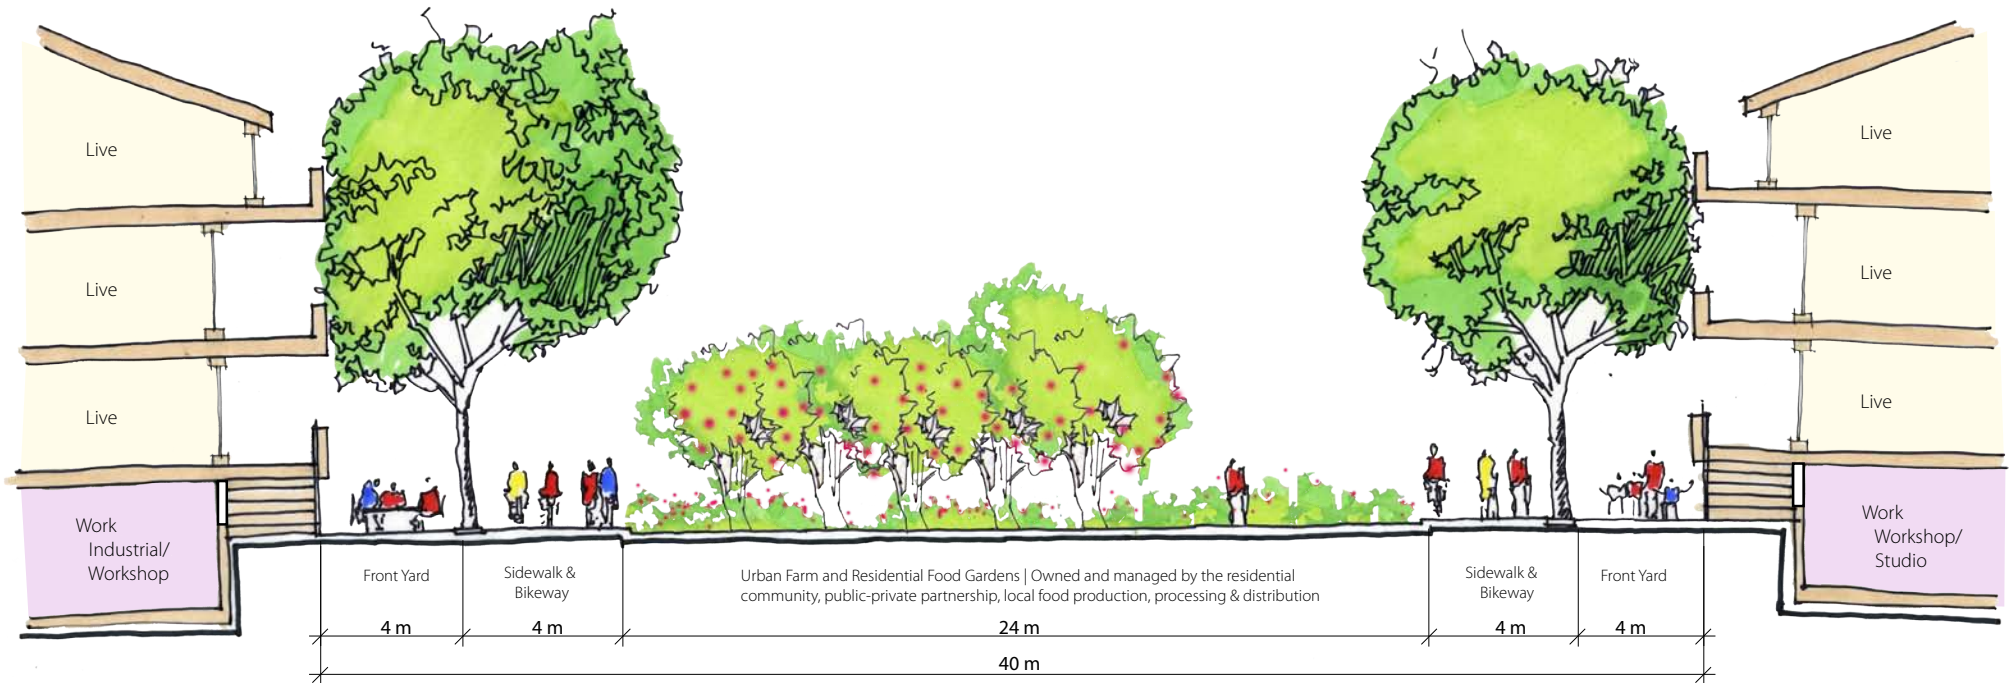 Live
Live
Live
Work
Industrial/
Workshop
Live
Live
Live
Work
Workshop/
Studio
Front Yard
Sidewalk &
Bikeway
Urban Farm and Residential Food Gardens | Owned and managed by the residential
community, public-private partnership, local food production, processing & distribution
Sidewalk &
Bikeway
Front Yard
4 m
4 m
24 m
4 m
4 m
40 m